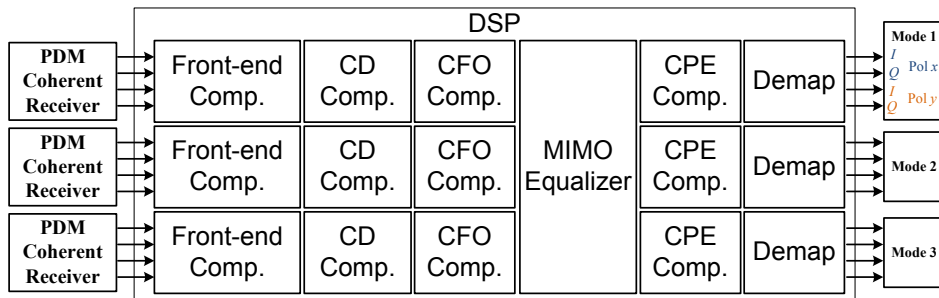 DSP
PDM
Coherent
Receiver
Front-end
Comp.
CD
Comp.
CFO
Comp.
MIMO
Equalizer
CPE
Comp.
Demap
Mode 1
I
Q
Pol x
I
Q
Pol y
PDM
Coherent
Receiver
Front-end
Comp.
CD
Comp.
CFO
Comp.
CPE
Comp.
Demap
Mode 2
PDM
Coherent
Receiver
Front-end
Comp.
CD
Comp.
CFO
Comp.
CPE
Comp.
Demap
Mode 3